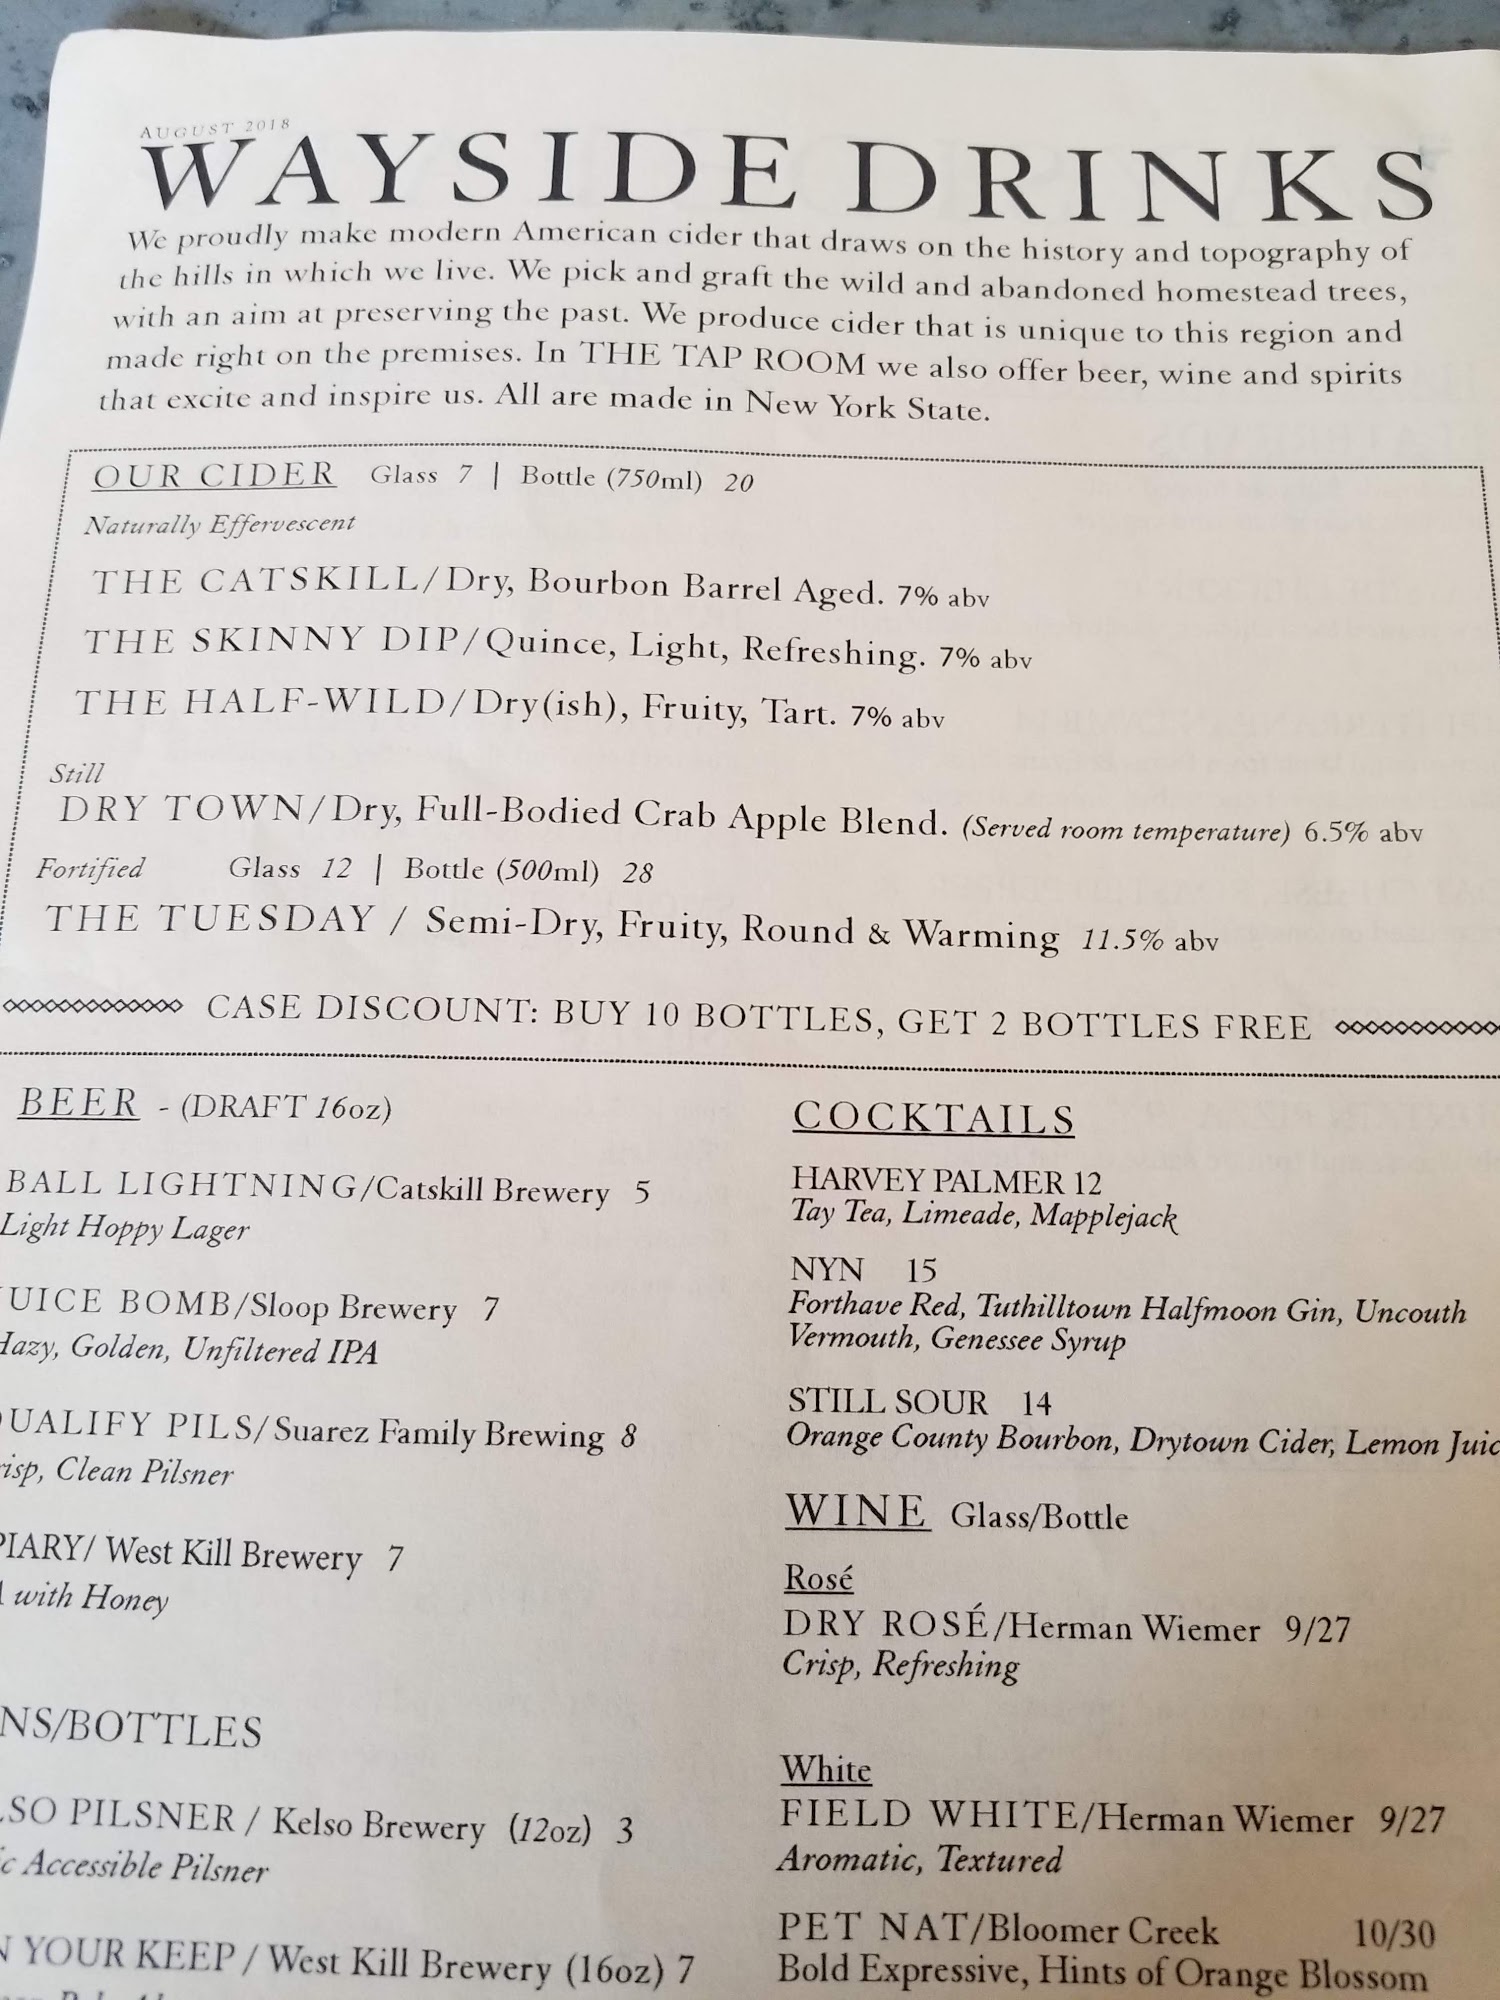 AUGUST 2018
WAYSIDE DRINKS
We proudly make modern American cider that draws on the history and topography of
the hills in which we live. We pick and graft the wild and abandoned homestead trees,
with an aim at preserving the past. We produce cider that is unique to this region and
made right on the premises. In THE TAP ROOM we also offer beer, wine and spirits
that excite and inspire us. All are made in New York State.
OUR CIDER Glass 7 | Bottle (750ml) 20
Naturally Effervescent
THE CATSKILL/Dry, Bourbon Barrel Aged. 7% abv
THE SKINNY DIP/Quince, Light, Refreshing. 7% abv
THE HALF-WILD/Dry(ish), Fruity, Tart. 7% abv
Still
DRY TOWN/Dry, Full-Bodied Crab Apple Blend. (Served room temperature) 6.5% abv
Fortified Glass 12 | Bottle (500ml) 28
THE TUESDAY / Semi-Dry, Fruity, Round & Warming 11.5% abv
CASE DISCOUNT: BUY 10 BOTTLES, GET 2 BOTTLES FREE
BEER - (DRAFT 16oz)
BALL LIGHTNING/Catskill Brewery 5
Light Hoppy Lager
UICE BOMB/Sloop Brewery 7
Hazy, Golden, Unfiltered IPA
QUALIFY PILS/Suarez Family Brewing 8
risp, Clean Pilsner
PIARY/ West Kill Brewery 7
with Honey
NS/BOTTLES
LSO PILSNER / Kelso Brewery (12oz) 3
ic Accessible Pilsner
N YOUR KEEP / West Kill Brewery (16oz) 7
COCKTAILS
HARVEY PALMER 12
Tay Tea, Limeade, Mapplejack
NYN 15
Forthave Red, Tuthilltown Halfmoon Gin, Uncouth
Vermouth, Genessee Syrup
STILL SOUR 14
Orange County Bourbon, Drytown Cider, Lemon Juic
WINE Glass/Bottle
Rosé
DRY ROSÉ/Herman Wiemer 9/27
Crisp, Refreshing
White
FIELD WHITE/Herman Wiemer 9/27
Aromatic, Textured
PET NAT/Bloomer Creek 10/30
Bold Expressive, Hints of Orange Blossom